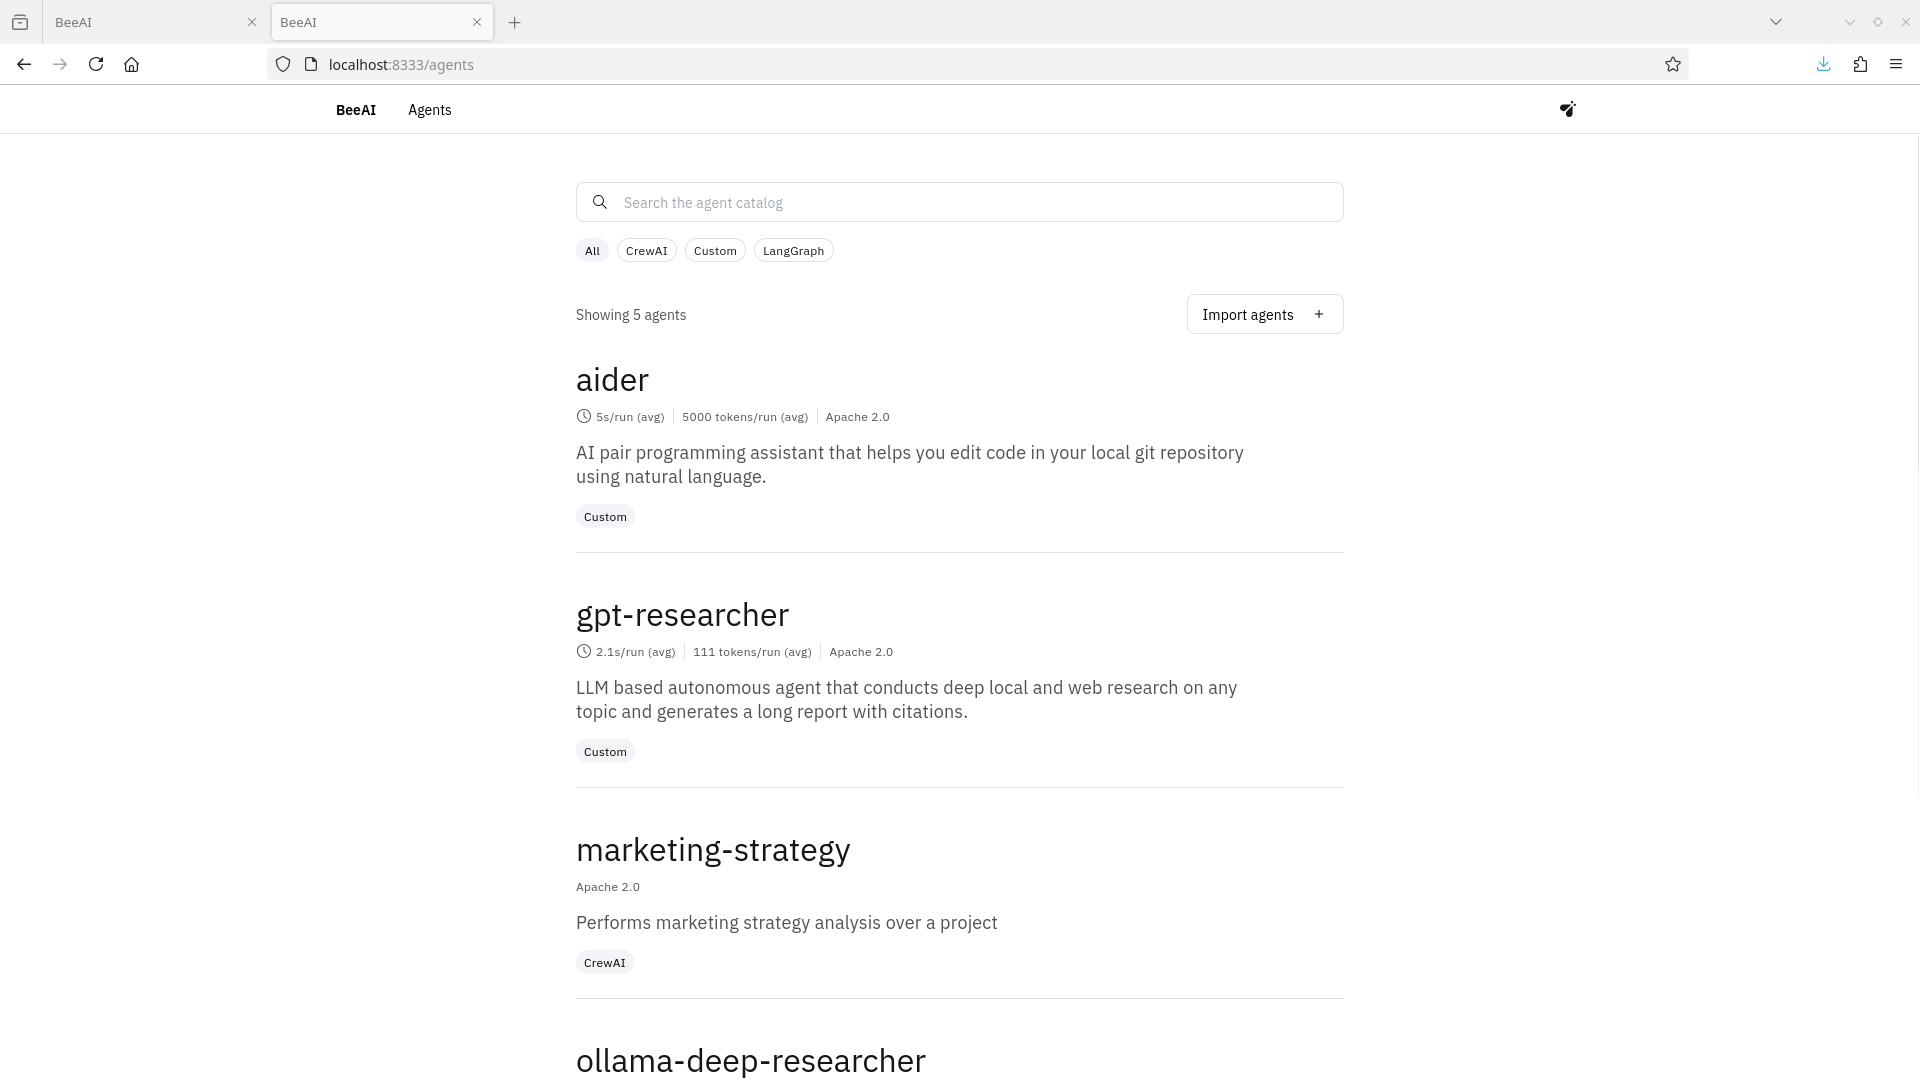 BeeAI
BeeAI
localhost:8333/agents
BeeAI Agents
Search the agent catalog
All CrewAI Custom LangGraph
Showing 5 agents
Import agents +
aider
5s/run (avg) 5000 tokens/run (avg) Apache 2.0
AI pair programming assistant that helps you edit code in your local git repository
using natural language.
Custom
gpt-researcher
2.1s/run (avg) 111 tokens/run (avg) Apache 2.0
LLM based autonomous agent that conducts deep local and web research on any
topic and generates a long report with citations.
Custom
marketing-strategy
Apache 2.0
Performs marketing strategy analysis over a project
CrewAI
ollama-deep-researcher